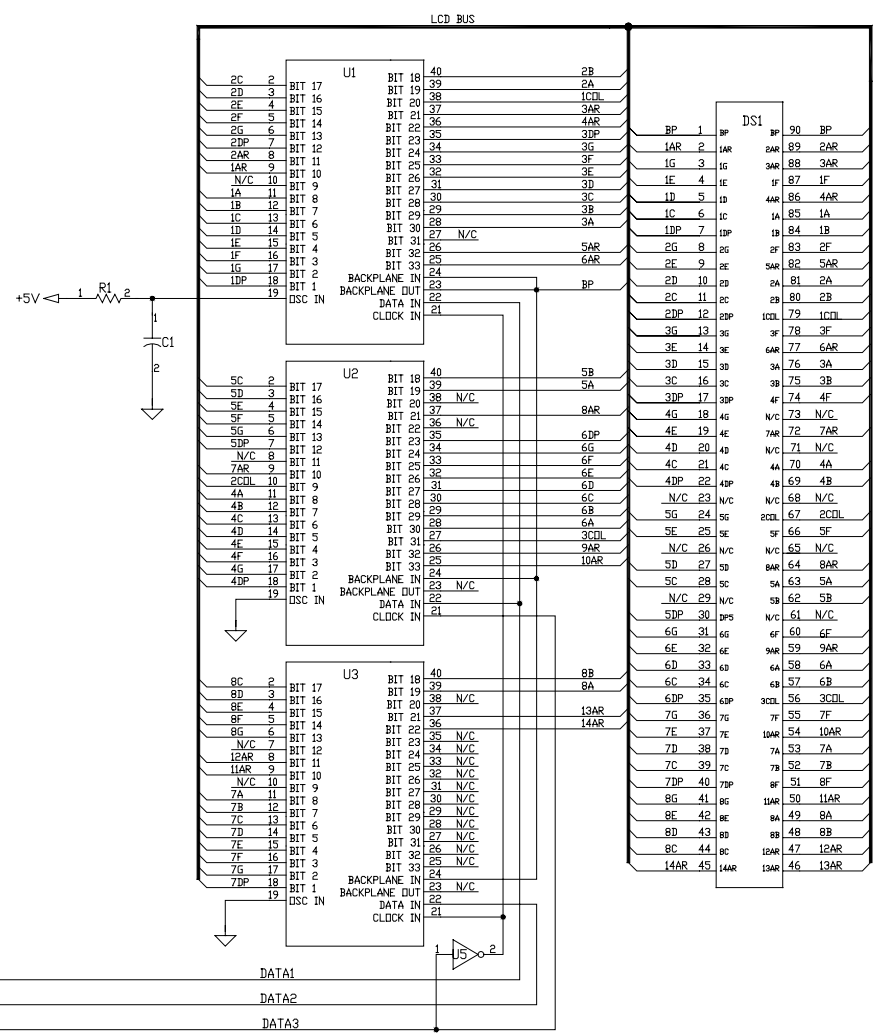 LCD BUS
U1
2C 2 BIT 17 BIT 18 40 2B
2D 3 BIT 16 BIT 19 39 2A
2E 4 BIT 15 BIT 20 38 1COL
2F 5 BIT 14 BIT 21 37 3AR
2G 6 BIT 13 BIT 22 36 4AR
2DP 7 BIT 12 BIT 23 35 3DP
2AR 8 BIT 11 BIT 24 34 3G
1AR 9 BIT 10 BIT 25 33 3F
N/C 10 BIT 9 BIT 26 32 3E
1A 11 BIT 8 BIT 27 31 3D
1B 12 BIT 7 BIT 28 30 3C
1C 13 BIT 6 BIT 29 29 3B
1D 14 BIT 5 BIT 30 28 3A
1E 15 BIT 4 BIT 31 27 N/C
1F 16 BIT 3 BIT 32 26 5AR
1G 17 BIT 2 BIT 33 25 6AR
1DP 18 BIT 1 BACKPLANE IN 24
19 OSC IN BACKPLANE OUT 23 BP
DATA IN 22
CLOCK IN 21
+5V 1 R1 2
1
C1
2
U2
5C 2 BIT 17 BIT 18 40 5B
5D 3 BIT 16 BIT 19 39 5A
5E 4 BIT 15 BIT 20 38 N/C
5F 5 BIT 14 BIT 21 37 8AR
5G 6 BIT 13 BIT 22 36 N/C
5DP 7 BIT 12 BIT 23 35 6DP
N/C 8 BIT 11 BIT 24 34 6G
7AR 9 BIT 10 BIT 25 33 6F
2COL 10 BIT 9 BIT 26 32 6E
4A 11 BIT 8 BIT 27 31 6D
4B 12 BIT 7 BIT 28 30 6C
4C 13 BIT 6 BIT 29 29 6B
4D 14 BIT 5 BIT 30 28 6A
4E 15 BIT 4 BIT 31 27 3COL
4F 16 BIT 3 BIT 32 26 9AR
4G 17 BIT 2 BIT 33 25 10AR
4DP 18 BIT 1 BACKPLANE IN 24
19 OSC IN BACKPLANE OUT 23 N/C
DATA IN 22
CLOCK IN 21
U3
8C 2 BIT 17 BIT 18 40 8B
8D 3 BIT 16 BIT 19 39 8A
8E 4 BIT 15 BIT 20 38 N/C
8F 5 BIT 14 BIT 21 37 13AR
8G 6 BIT 13 BIT 22 36 14AR
N/C 7 BIT 12 BIT 23 35 N/C
12AR 8 BIT 11 BIT 24 34 N/C
11AR 9 BIT 10 BIT 25 33 N/C
N/C 10 BIT 9 BIT 26 32 N/C
7A 11 BIT 8 BIT 27 31 N/C
7B 12 BIT 7 BIT 28 30 N/C
7C 13 BIT 6 BIT 29 29 N/C
7D 14 BIT 5 BIT 30 28 N/C
7E 15 BIT 4 BIT 31 27 N/C
7F 16 BIT 3 BIT 32 26 N/C
7G 17 BIT 2 BIT 33 25 N/C
7DP 18 BIT 1 BACKPLANE IN 24
19 OSC IN BACKPLANE OUT 23 N/C
DATA IN 22
CLOCK IN 21
1 U5 2
DATA1
DATA2
DATA3
DS1
BP 1 BP BP 90 BP
1AR 2 1AR 2AR 89 2AR
1G 3 1G 3AR 88 3AR
1E 4 1E 1F 87 1F
1D 5 1D 4AR 86 4AR
1C 6 1C 1A 85 1A
1DP 7 1DP 1B 84 1B
2G 8 2G 2F 83 2F
2E 9 2E 5AR 82 5AR
2D 10 2D 2A 81 2A
2C 11 2C 2B 80 2B
2DP 12 2DP 1COL 79 1COL
3G 13 3G 3F 78 3F
3E 14 3E 6AR 77 6AR
3D 15 3D 3A 76 3A
3C 16 3C 3B 75 3B
3DP 17 3DP 4F 74 4F
4G 18 4G N/C 73 N/C
4E 19 4E 7AR 72 7AR
4D 20 4D N/C 71 N/C
4C 21 4C 4A 70 4A
4DP 22 4DP 4B 69 4B
N/C 23 N/C N/C 68 N/C
5G 24 5G 2COL 67 2COL
5E 25 5E 5F 66 5F
N/C 26 N/C N/C 65 N/C
5D 27 5D 8AR 64 8AR
5C 28 5C 5A 63 5A
N/C 29 N/C 5B 62 5B
5DP 30 DP5 N/C 61 N/C
6G 31 6G 6F 60 6F
6E 32 6E 9AR 59 9AR
6D 33 6D 6A 58 6A
6C 34 6C 6B 57 6B
6DP 35 6DP 3COL 56 3COL
7G 36 7G 7F 55 7F
7E 37 7E 10AR 54 10AR
7D 38 7D 7A 53 7A
7C 39 7C 7B 52 7B
7DP 40 7DP 8F 51 8F
8G 41 8G 11AR 50 11AR
8E 42 8E 8A 49 8A
8D 43 8D 8B 48 8B
8C 44 8C 12AR 47 12AR
14AR 45 14AR 13AR 46 13AR